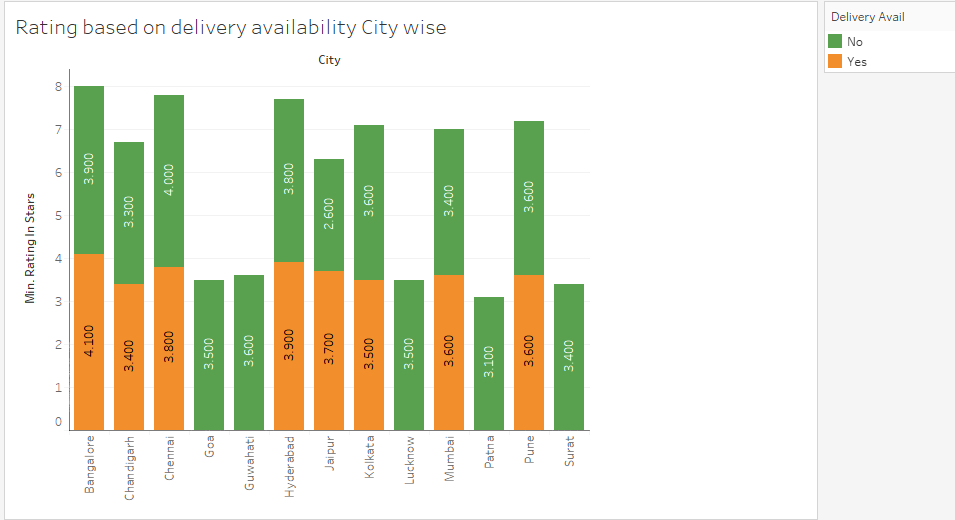 Rating based on delivery availability City wise
City
Min. Rating In Stars
8
7
6
5
4
3
2
1
0
3.900
4.100
3.300
3.400
4.000
3.800
3.500
3.600
3.800
3.900
2.600
3.700
3.600
3.500
3.500
3.400
3.600
3.100
3.600
3.600
3.400
Bangalore
Chandigarh
Chennai
Goa
Guwahati
Hyderabad
Jaipur
Kolkata
Lucknow
Mumbai
Patna
Pune
Surat
Delivery Avail
No
Yes